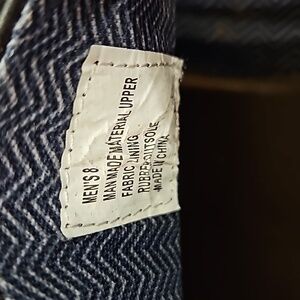 MEN'S 8
MAN MADE MATERIAL UPPER
FABRIC LINING
RUBBER OUTSOLE
MADE IN CHINA